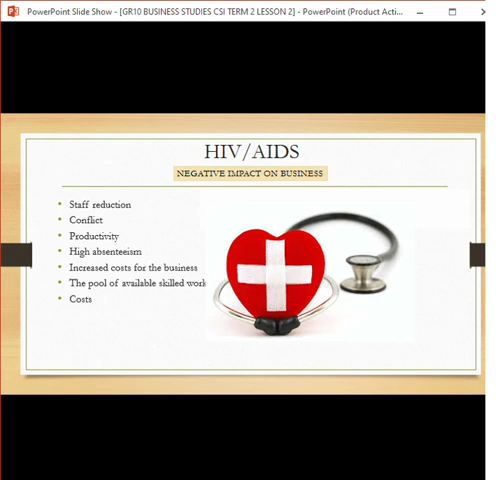 PowerPoint Slide Show - [GR10 BUSINESS STUDIES CSI TERM 2 LESSON 2] - PowerPoint (Product Acti...
HIV/AIDS
NEGATIVE IMPACT ON BUSINESS
• Staff reduction
• Conflict
• Productivity
• High absenteeism
• Increased costs for the business
• The pool of available skilled work
• Costs